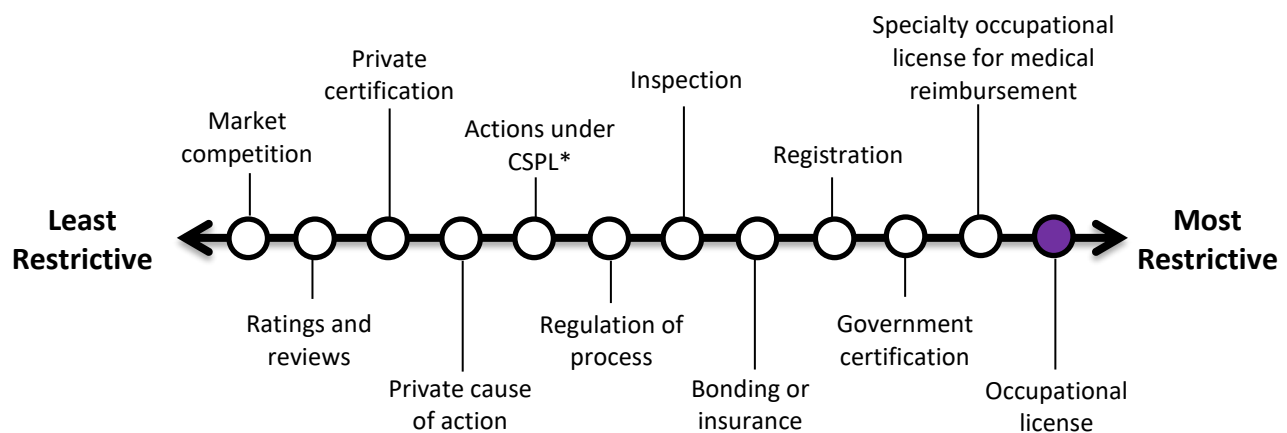 Specialty occupational
license for medical
reimbursement
Private
certification
Inspection
Market
competition
Actions under
CSPL*
Registration
Least
Restrictive
Most
Restrictive
Ratings and
reviews
Regulation of
process
Government
certification
Private cause
of action
Bonding or
insurance
Occupational
license